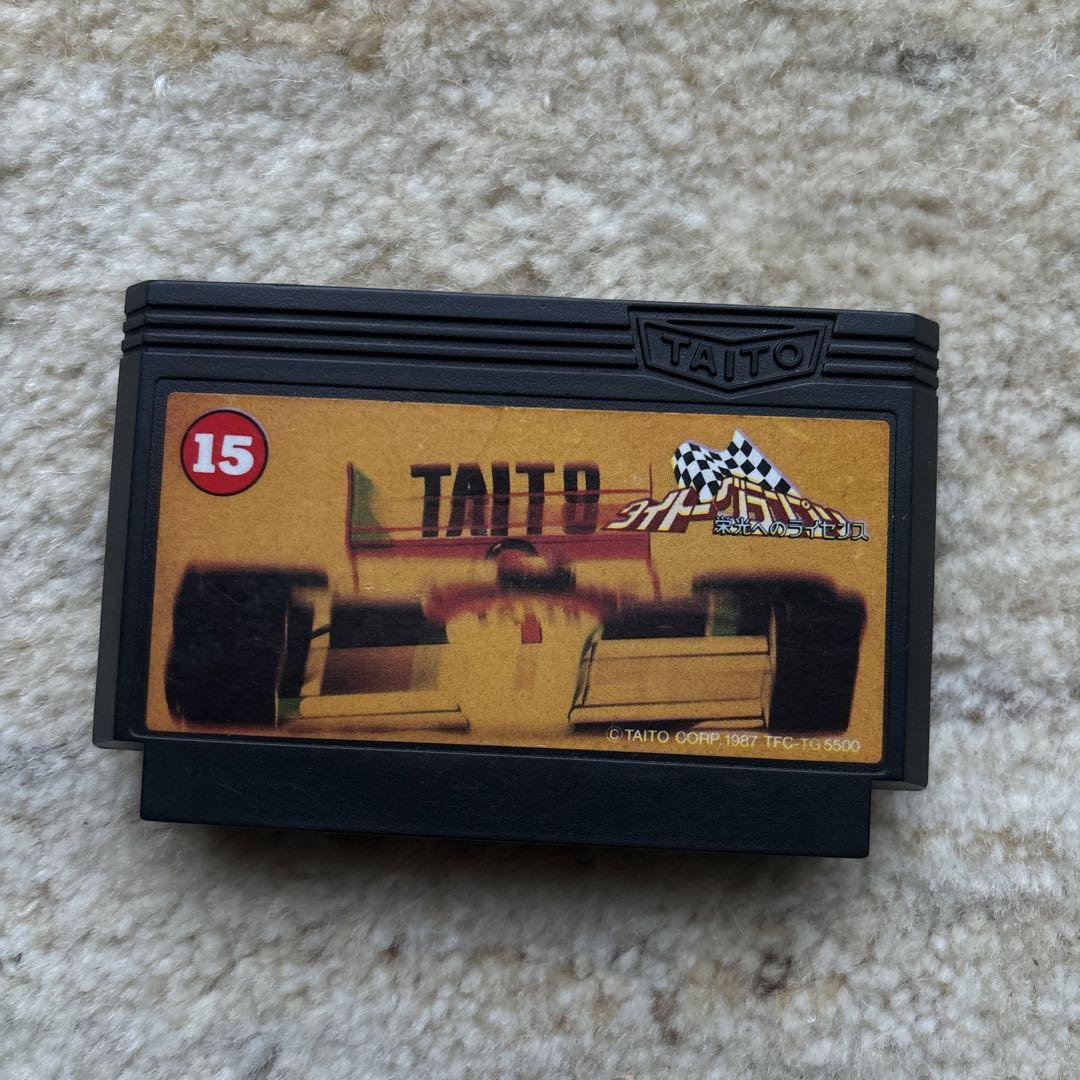 TAITO
15
TAITO
タイトーグランプリ
栄光へのライセンス
© TAITO CORP. 1987 TFC-TG 5500